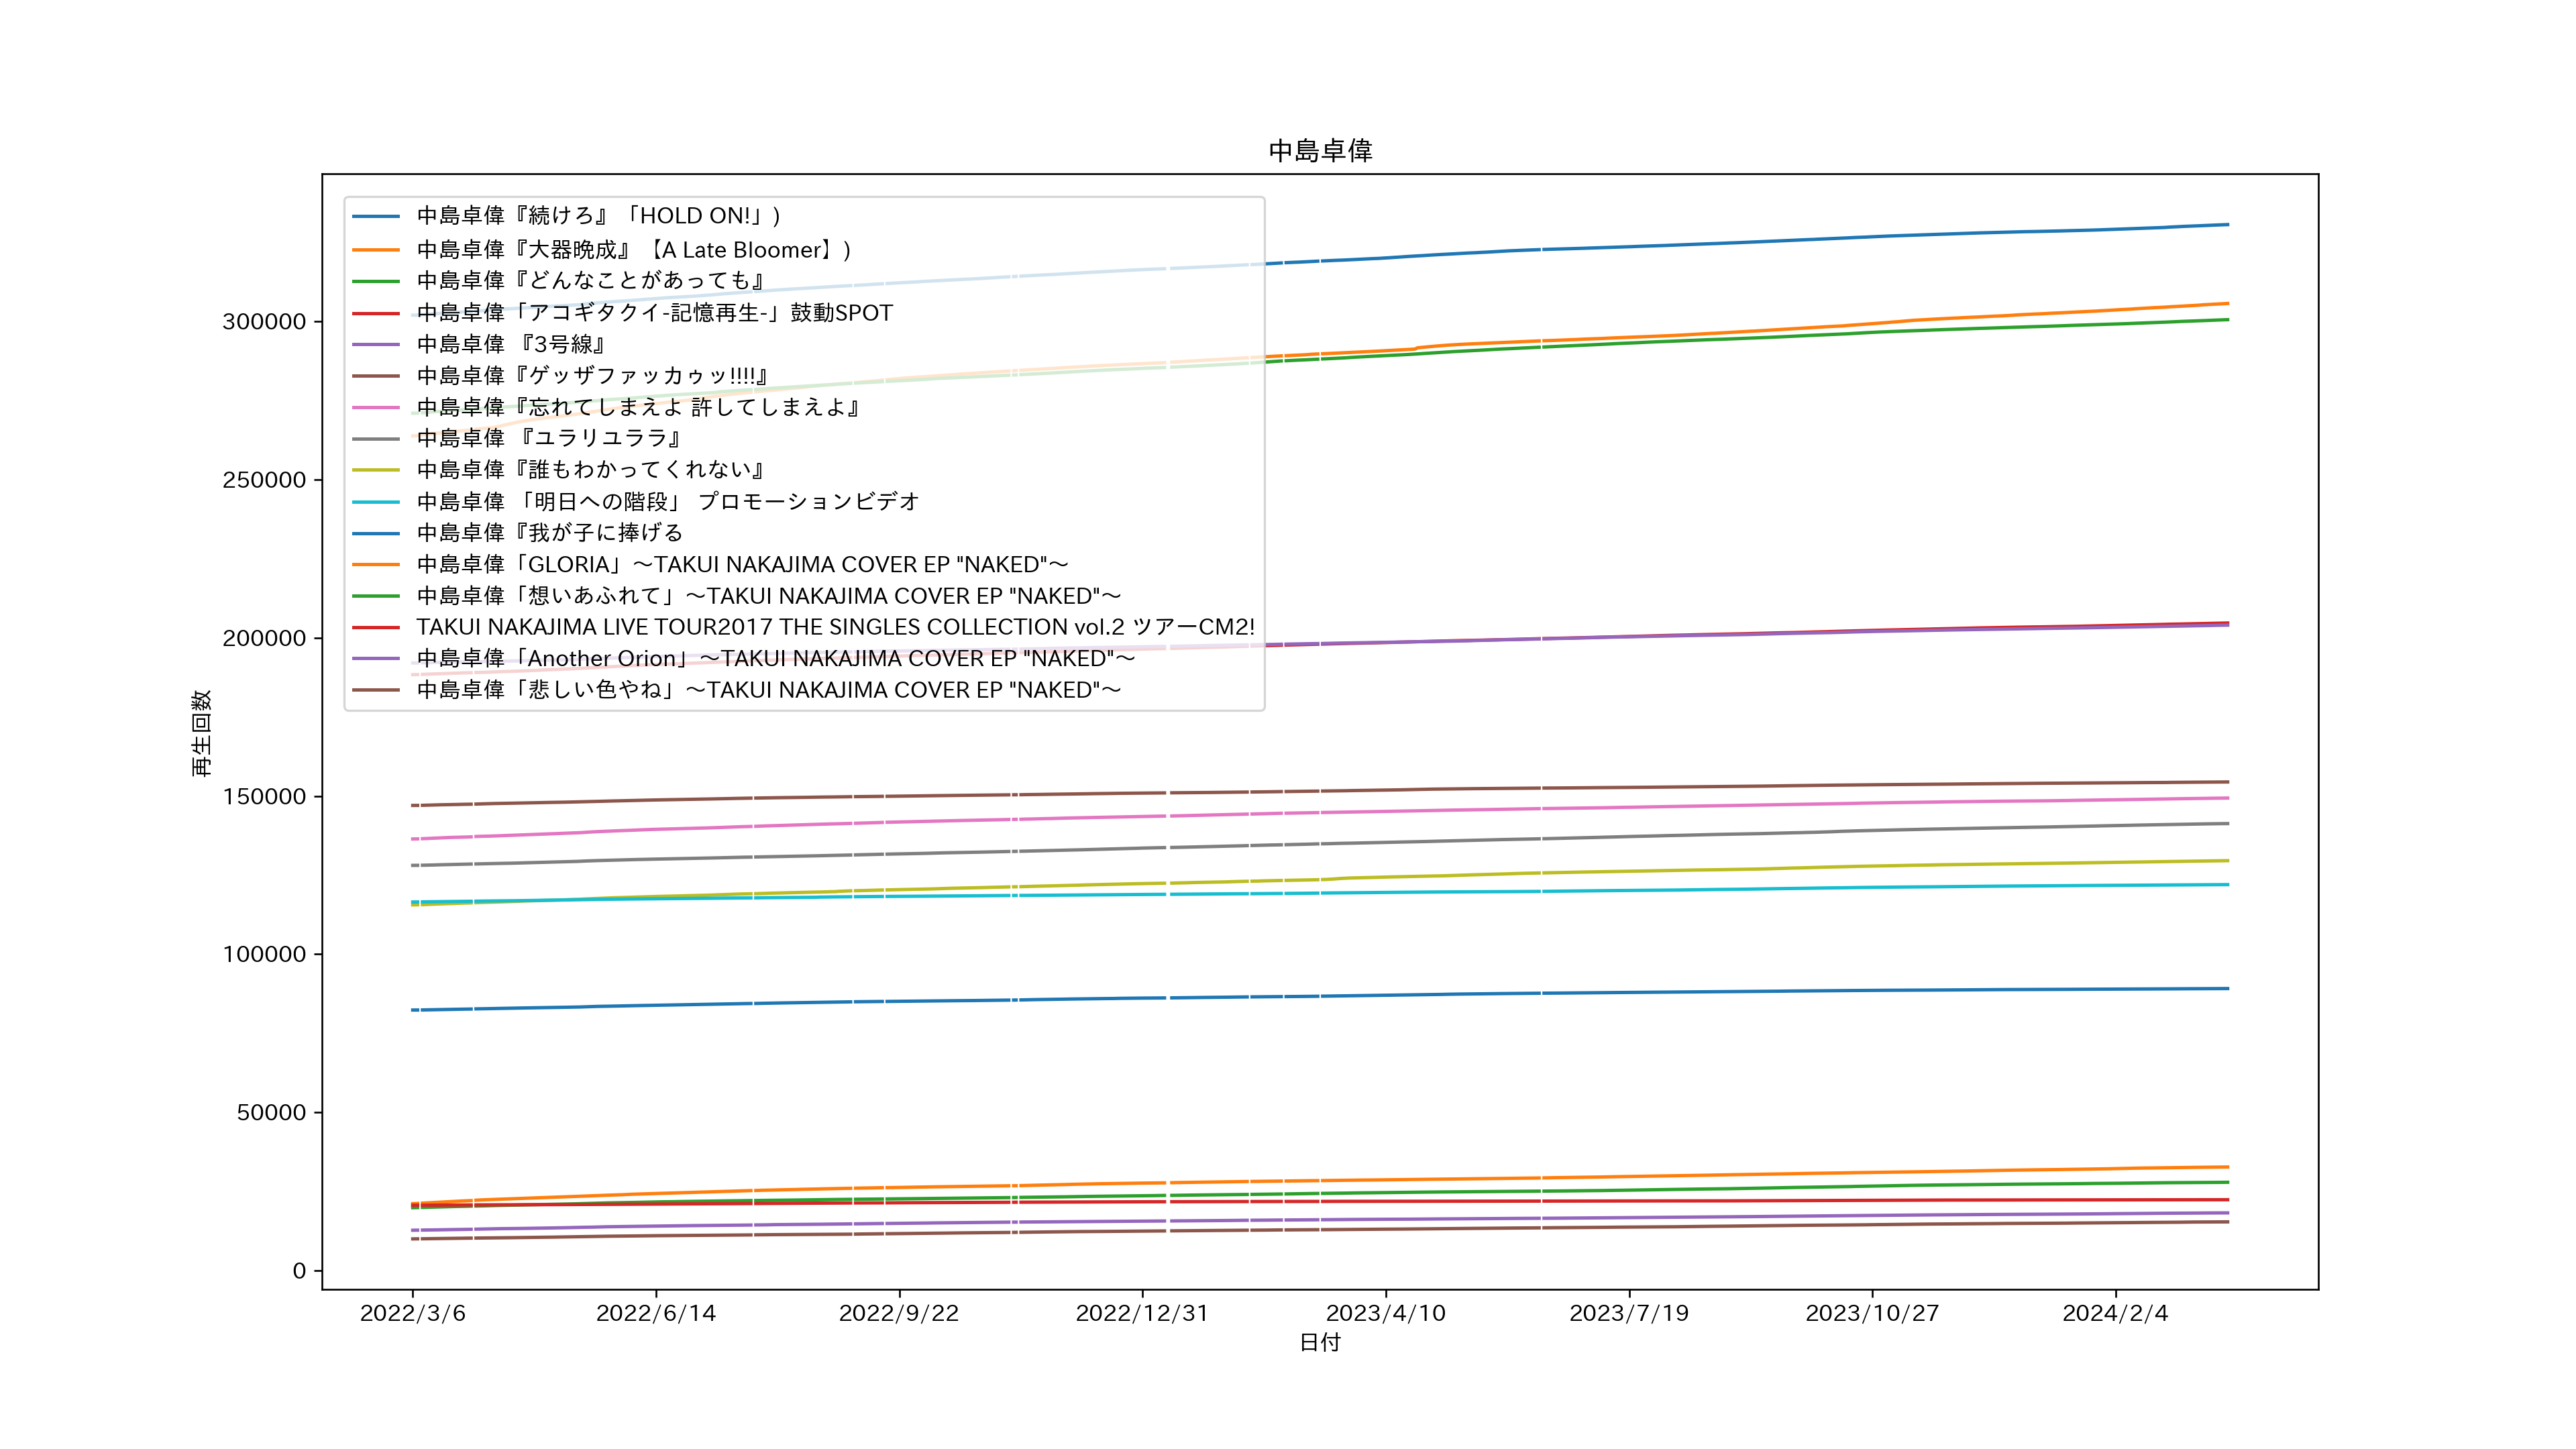 中島卓偉
中島卓偉『続けろ』「HOLD ON!」)
中島卓偉『大器晩成』【A Late Bloomer】)
中島卓偉『どんなことがあっても』
中島卓偉「アコギタクイ-記憶再生-」鼓動SPOT
中島卓偉 『3号線』
中島卓偉『ゲッザファッカゥッ!!!!』
中島卓偉『忘れてしまえよ 許してしまえよ』
中島卓偉 『ユラリユララ』
中島卓偉『誰もわかってくれない』
中島卓偉 「明日への階段」 プロモーションビデオ
中島卓偉『我が子に捧げる
中島卓偉「GLORIA」〜TAKUI NAKAJIMA COVER EP "NAKED"〜
中島卓偉「想いあふれて」〜TAKUI NAKAJIMA COVER EP "NAKED"〜
TAKUI NAKAJIMA LIVE TOUR2017 THE SINGLES COLLECTION vol.2 ツアーCM2!
中島卓偉「Another Orion」〜TAKUI NAKAJIMA COVER EP "NAKED"〜
中島卓偉「悲しい色やね」〜TAKUI NAKAJIMA COVER EP "NAKED"〜
再生回数
300000
250000
200000
150000
100000
50000
0
2022/3/6 2022/6/14 2022/9/22 2022/12/31 2023/4/10 2023/7/19 2023/10/27 2024/2/4
日付